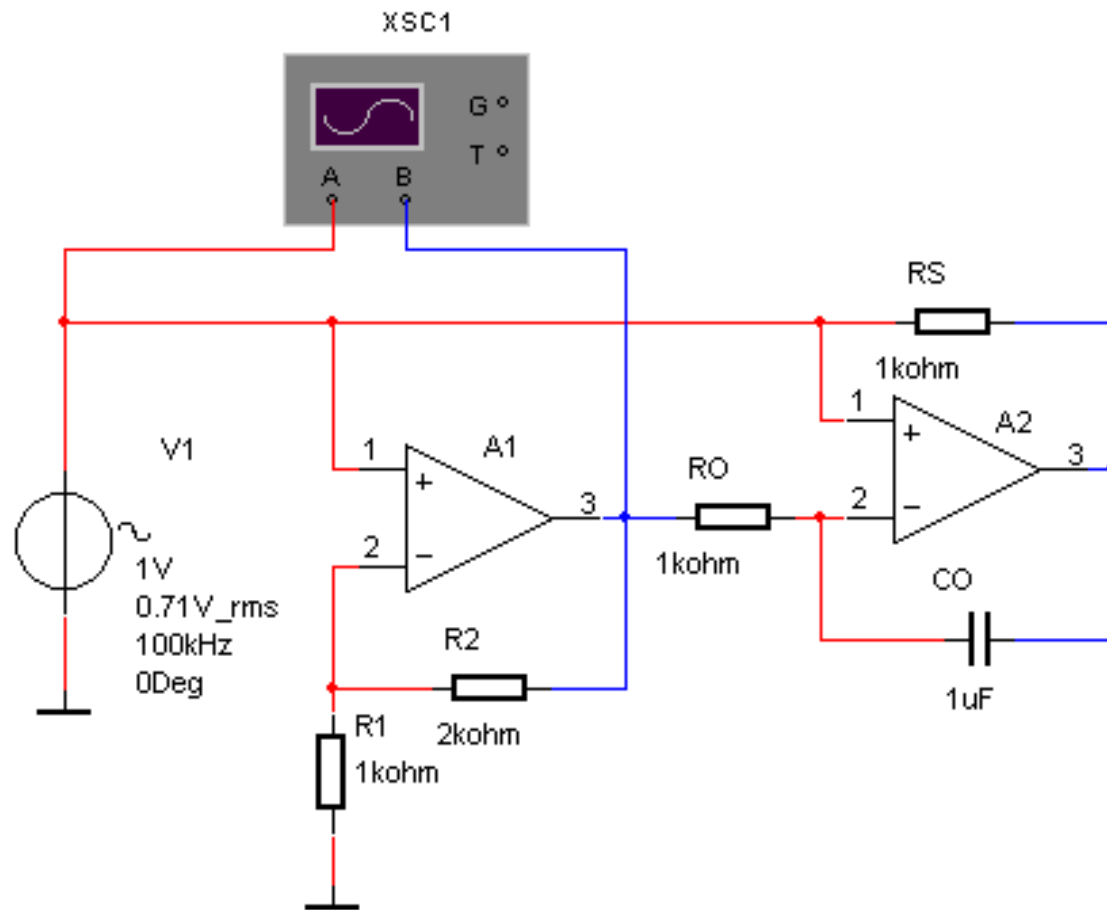 XSC1
G
T
A B
RS
1kohm
V1
1
A1
+
3
2
−
RO
1kohm
1
A2
+
3
2
−
1V
0.71V_rms
100kHz
0Deg
CO
1uF
R2
2kohm
R1
1kohm